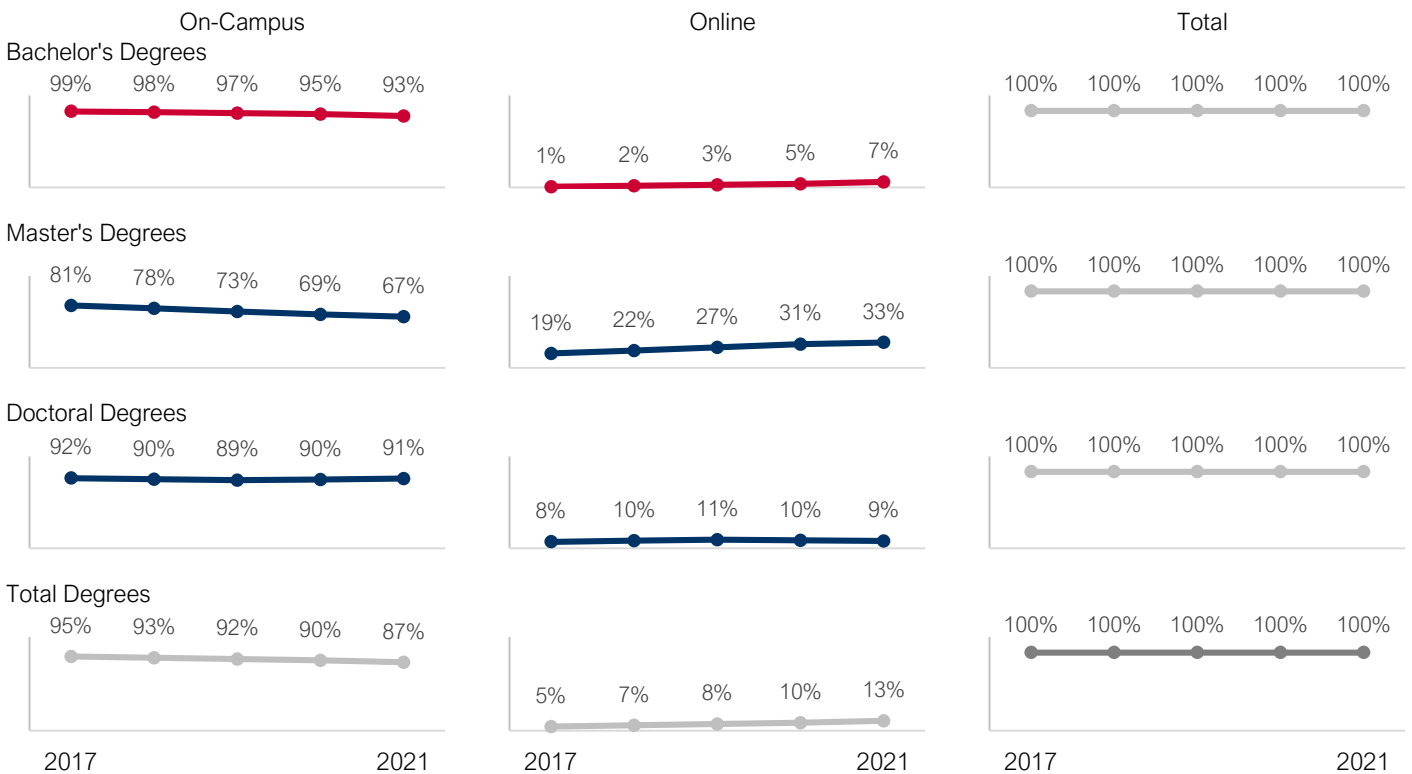 On-Campus Online Total
Bachelor's Degrees
99% 98% 97% 95% 93% 1% 2% 3% 5% 7% 100% 100% 100% 100% 100%
Master's Degrees
81% 78% 73% 69% 67% 19% 22% 27% 31% 33% 100% 100% 100% 100% 100%
Doctoral Degrees
92% 90% 89% 90% 91% 8% 10% 11% 10% 9% 100% 100% 100% 100% 100%
Total Degrees
95% 93% 92% 90% 87% 5% 7% 8% 10% 13% 100% 100% 100% 100% 100%
2017 2021 2017 2021 2017 2021